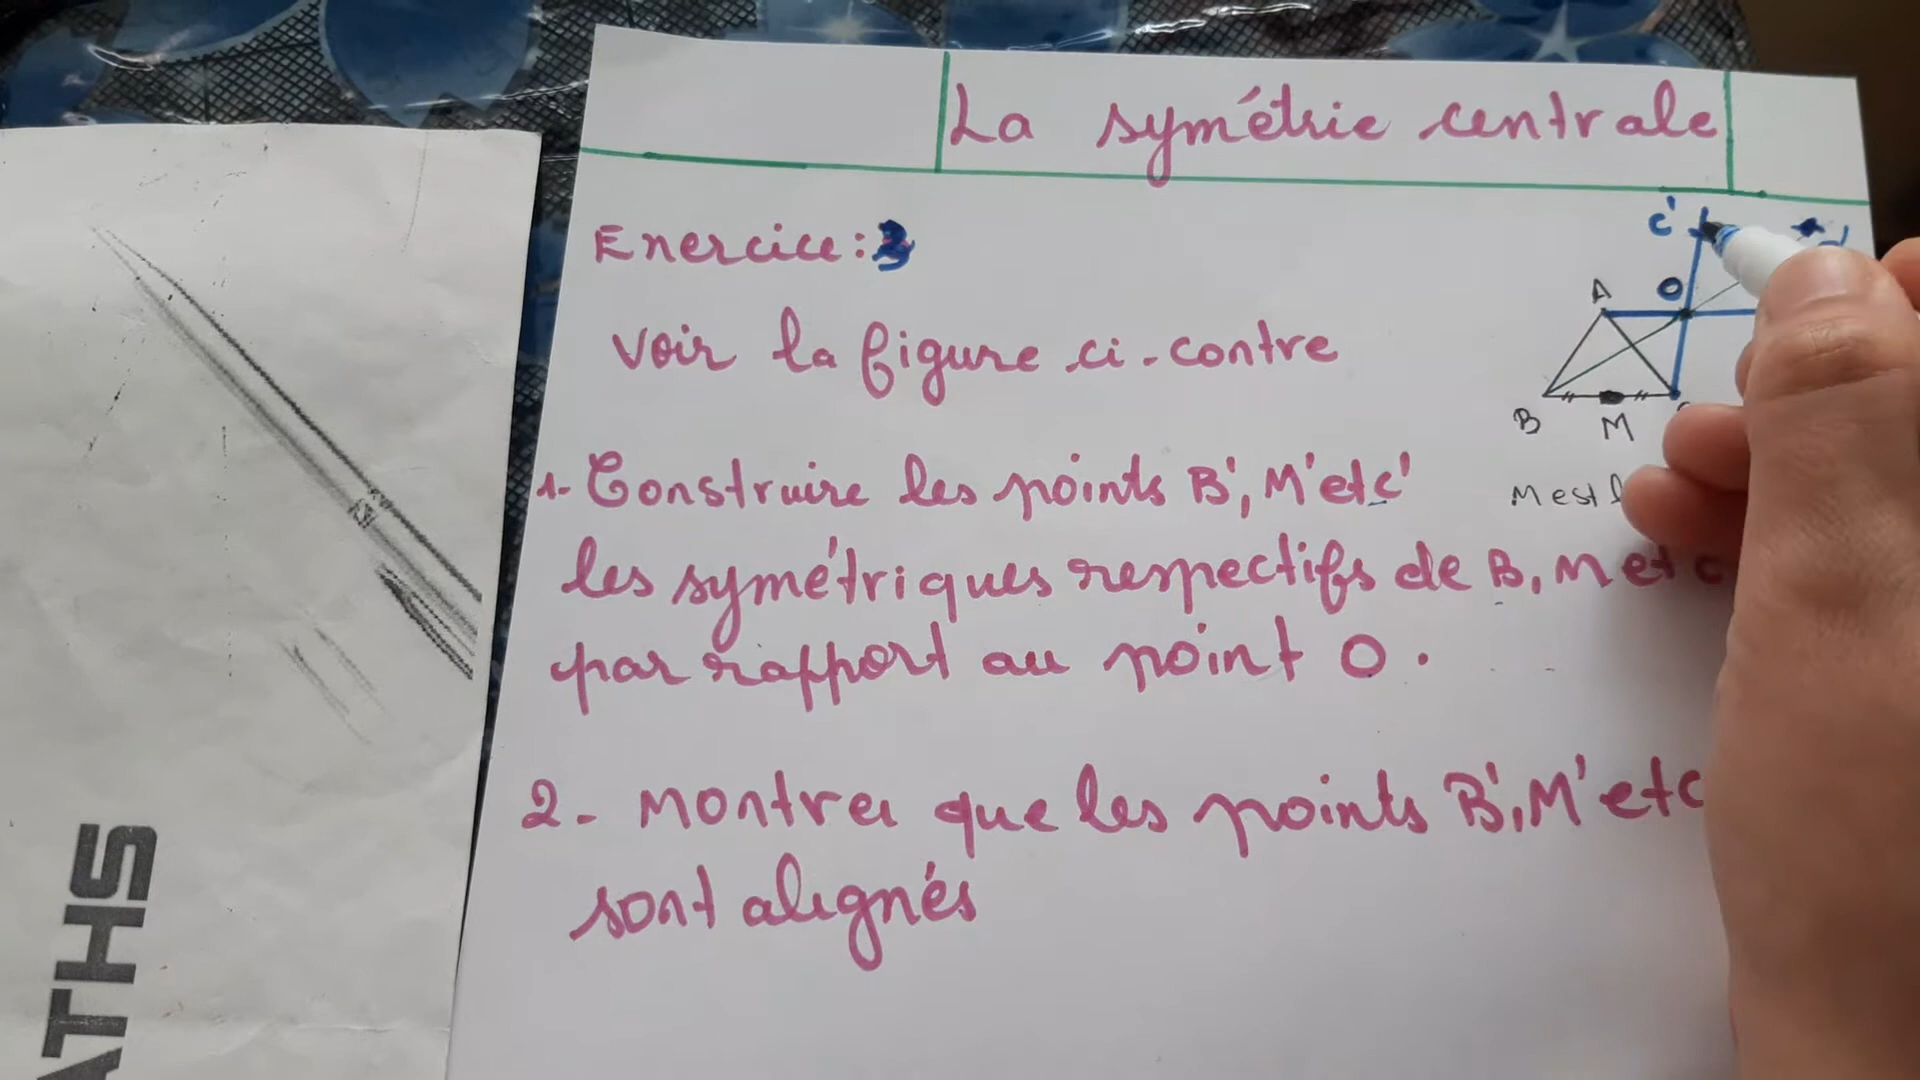 La symétrie centrale
Exercice: 3
Voir la figure ci-contre
C'
O
A
B
M
M est
1- Construire les points B', M' et C'
les symétriques respectifs de B, M et C
par rapport au point O.
2- Montrer que les points B', M' et C
sont alignés
ATHS